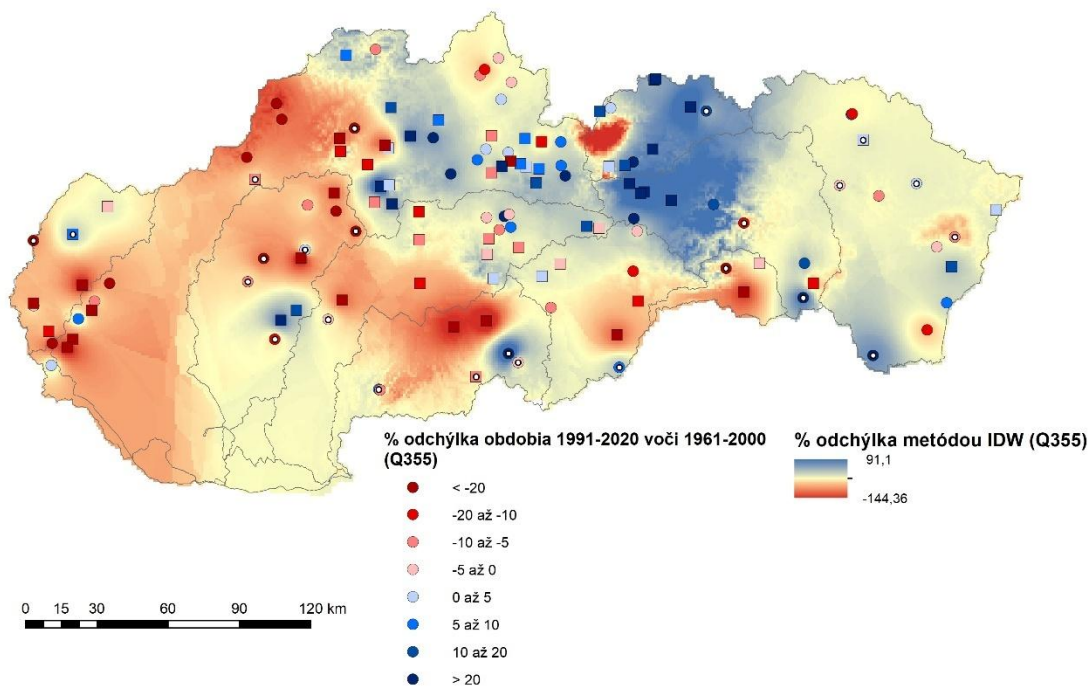 % odchýlka obdobia 1991-2020 voči 1961-2000
(Q355)
< -20
-20 až -10
-10 až -5
-5 až 0
0 až 5
5 až 10
10 až 20
> 20
% odchýlka metódou IDW (Q355)
91,1
-144,36
0 15 30 60 90 120 km